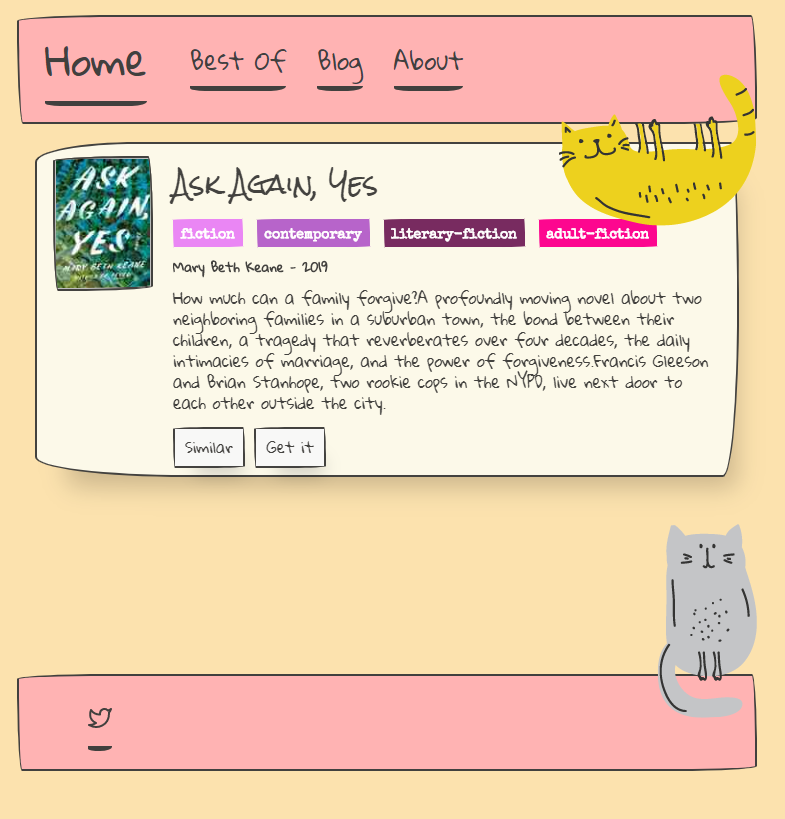 Home Best Of Blog About
ASK
AGAIN,
YES
MARY BETH KEANE
Ask Again, Yes
fiction contemporary literary-fiction adult-fiction
Mary Beth Keane - 2019
How much can a family forgive?A profoundly moving novel about two
neighboring families in a suburban town, the bond between their
children, a tragedy that reverberates over four decades, the daily
intimacies of marriage, and the power of forgiveness.Francis Gleeson
and Brian Stanhope, two rookie cops in the NYPD, live next door to
each other outside the city.
Similar Get it